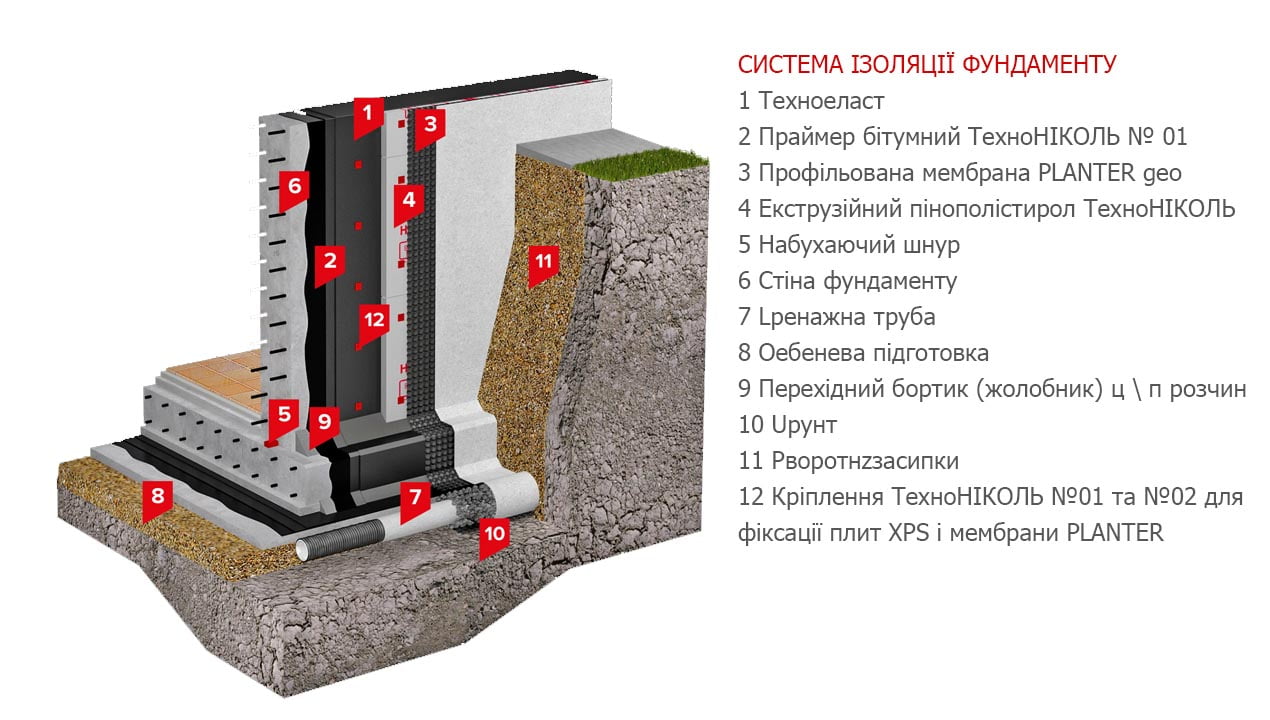 СИСТЕМА ІЗОЛЯЦІЇ ФУНДАМЕНТУ
1 Техноеласт
2 Праймер бітумний ТехноНІКОЛЬ № 01
3 Профільована мембрана PLANTER geo
4 Екструзійний пінополістирол ТехноНІКОЛЬ
5 Набухаючий шнур
6 Стіна фундаменту
7 Lренажна труба
8 Оебенева підготовка
9 Перехідний бортик (жолобник) ц \ п розчин
10 Uрунт
11 Рворотнzзасипки
12 Кріплення ТехноНІКОЛЬ №01 та №02 для
фіксації плит XPS і мембрани PLANTER
1
3
6
4
2
11
12
5
9
8
7
10